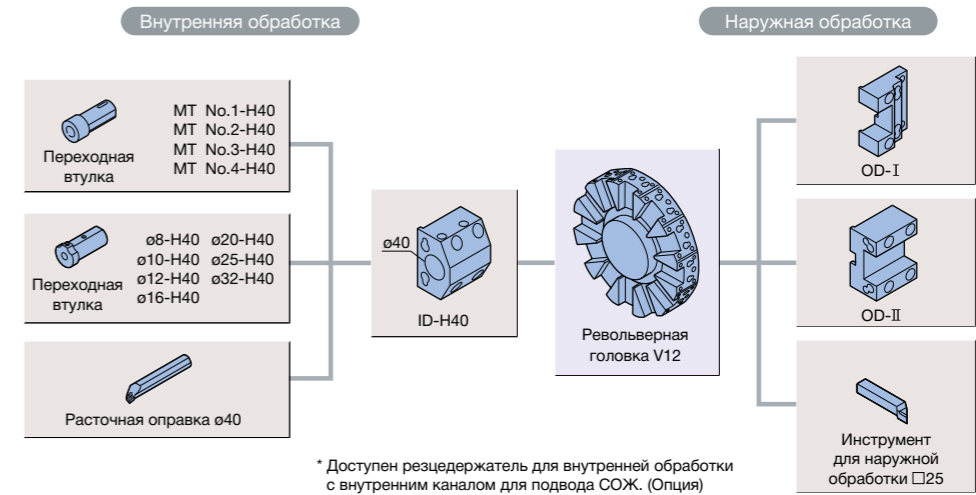 Внутренняя обработка
Наружная обработка
MT No.1-H40
MT No.2-H40
MT No.3-H40
MT No.4-H40
Переходная
втулка
ø8-H40 ø20-H40
ø10-H40 ø25-H40
ø12-H40 ø32-H40
ø16-H40
Переходная
втулка
Расточная оправка ø40
ø40
ID-H40
Револьверная
головка V12
OD-I
OD-II
Инструмент
для наружной
обработки □25
* Доступен резцедержатель для внутренней обработки
с внутренним каналом для подвода СОЖ. (Опция)